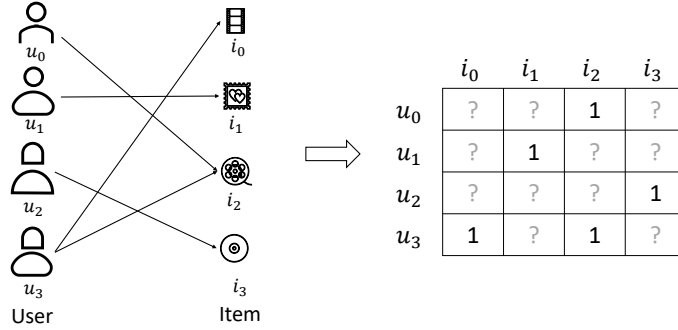 u₀
u₁
u₂
u₃
User
i₀
i₁
i₂
i₃
Item
i₀ i₁ i₂ i₃
u₀ ? ? 1 ?
u₁ ? 1 ? ?
u₂ ? ? ? 1
u₃ 1 ? 1 ?